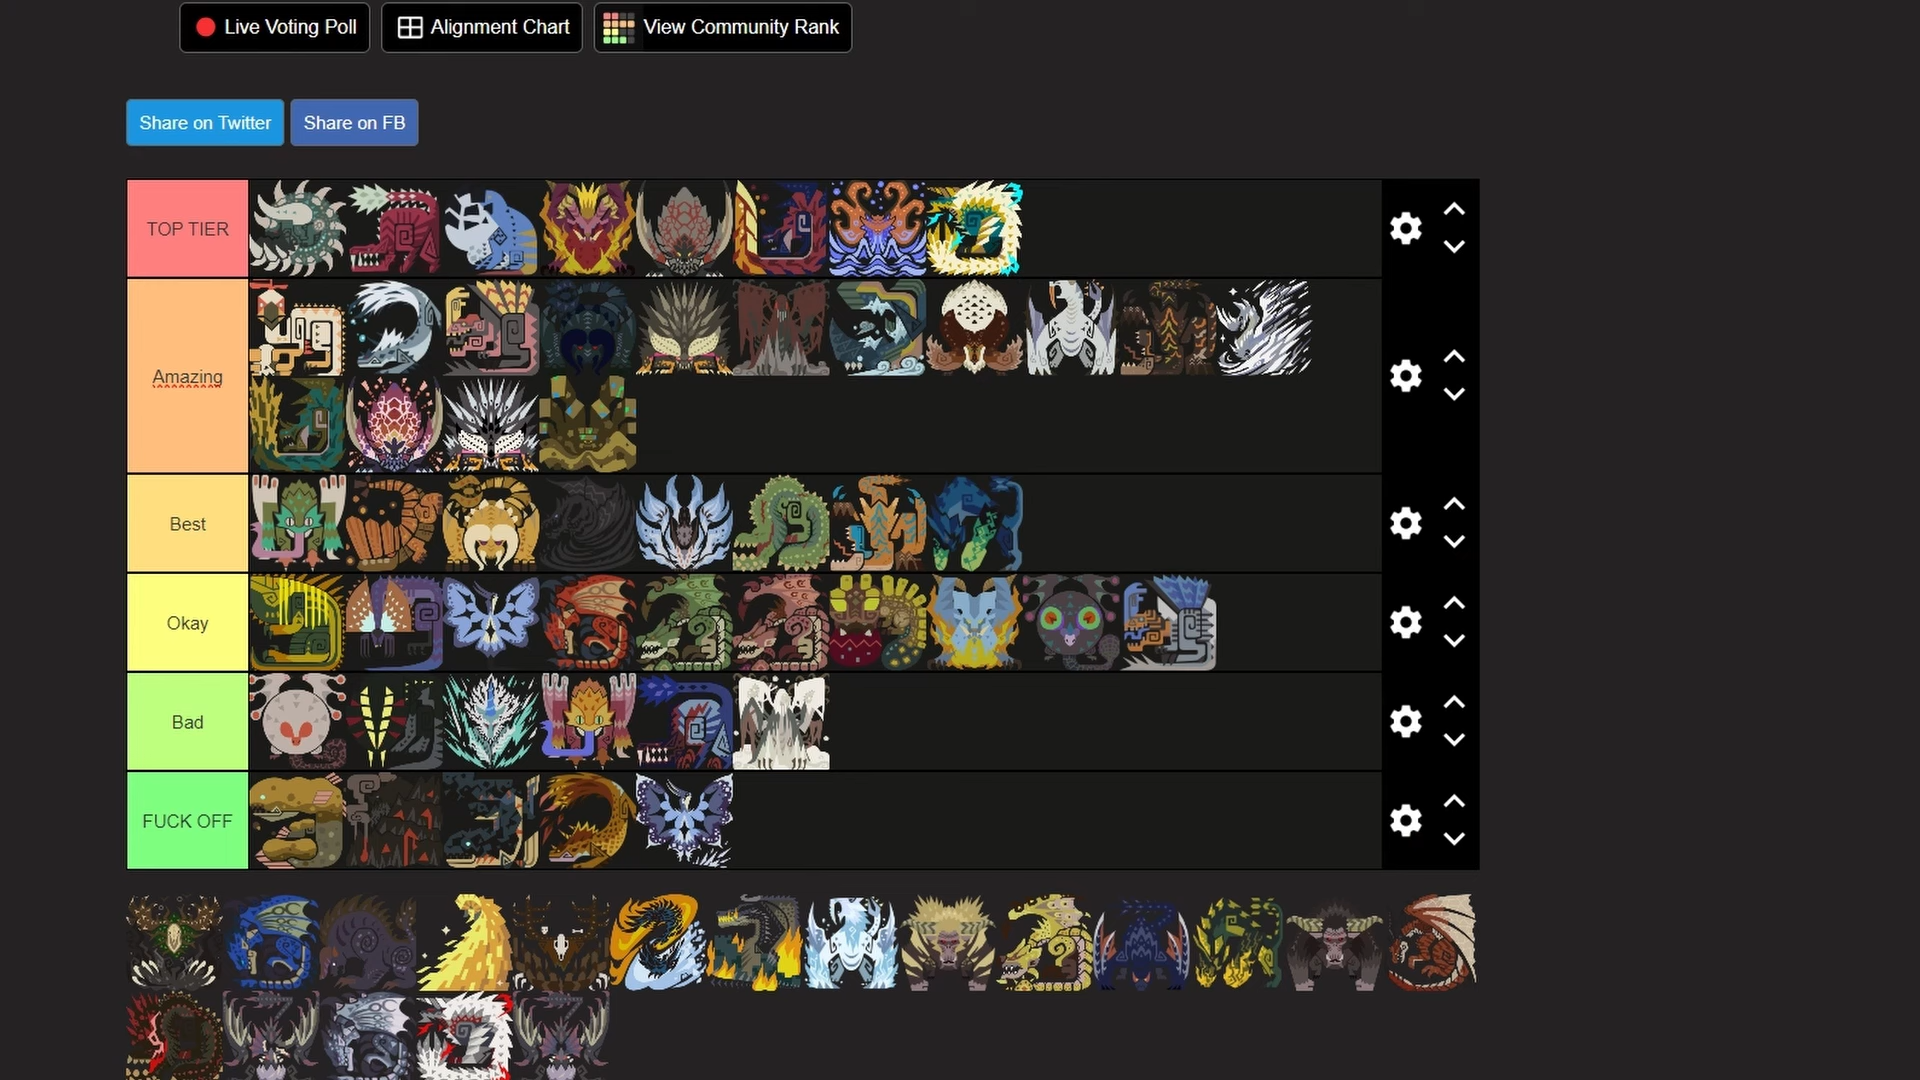 Live Voting Poll
Alignment Chart
View Community Rank
Share on Twitter
Share on FB
TOP TIER
Amazing
Best
Okay
Bad
FUCK OFF